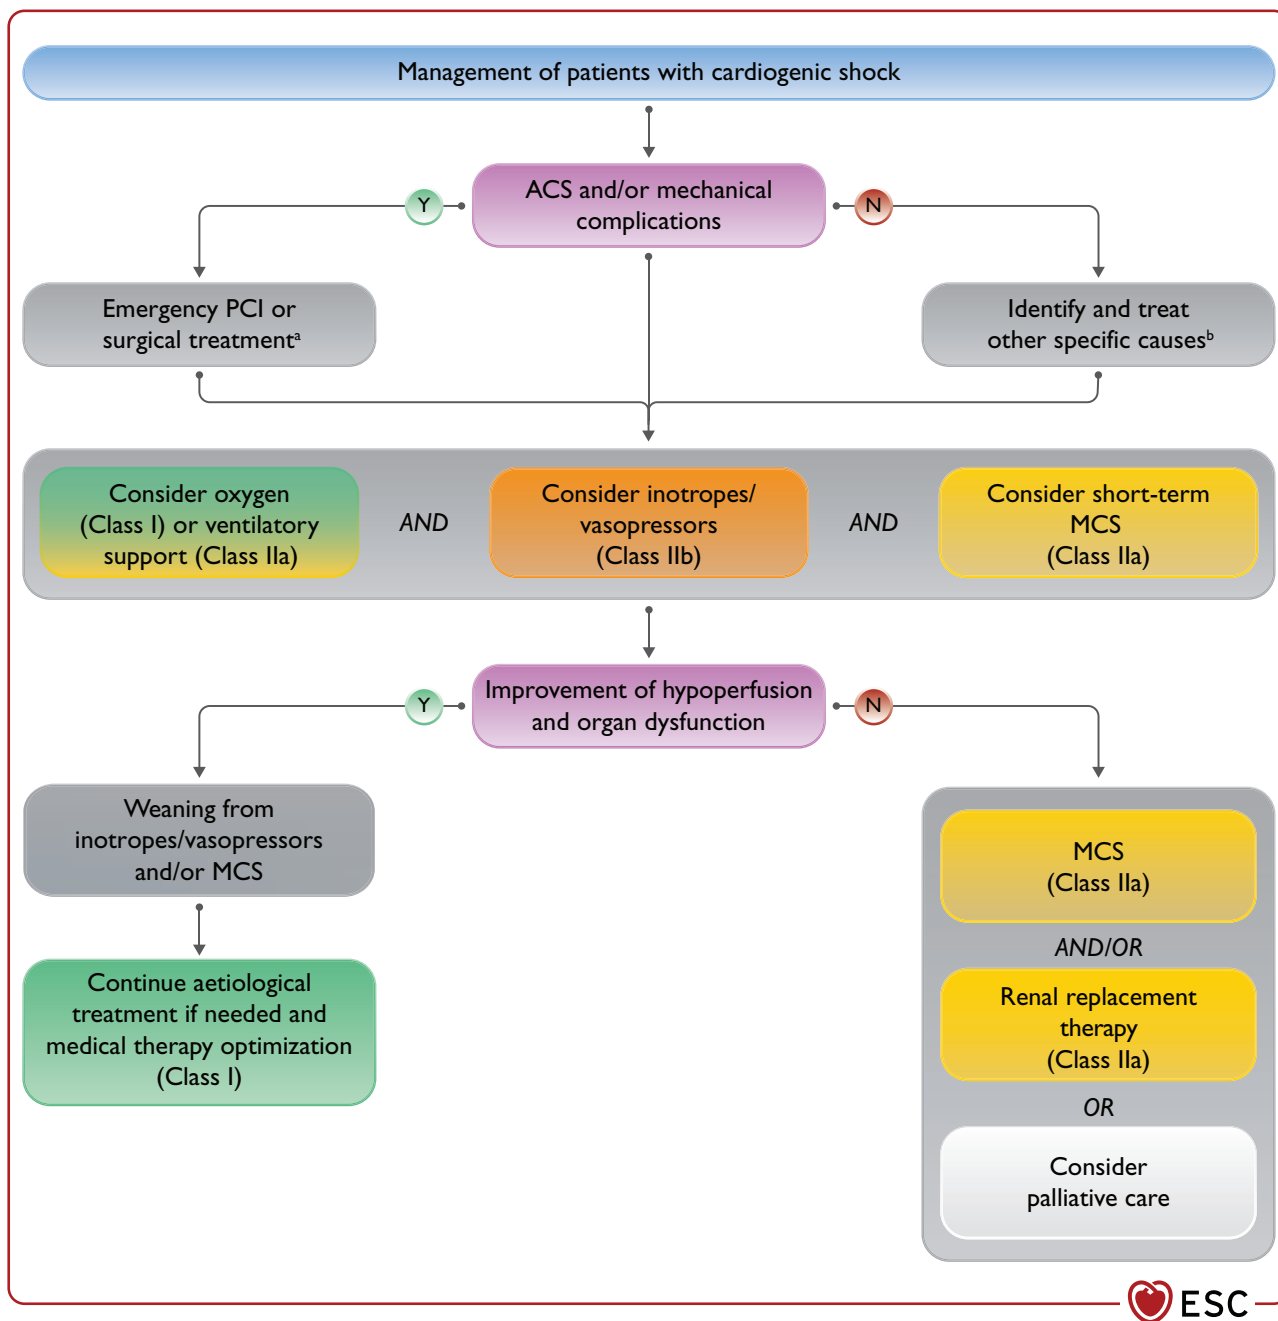 Management of patients with cardiogenic shock
ACS and/or mechanical
complications
Y
N
Emergency PCI or
surgical treatmentᵃ
Identify and treat
other specific causesᵇ
Consider oxygen
(Class I) or ventilatory
support (Class IIa)
AND
Consider inotropes/
vasopressors
(Class IIb)
AND
Consider short-term
MCS
(Class IIa)
Improvement of hypoperfusion
and organ dysfunction
Y
N
Weaning from
inotropes/vasopressors
and/or MCS
Continue aetiological
treatment if needed and
medical therapy optimization
(Class I)
MCS
(Class IIa)
AND/OR
Renal replacement
therapy
(Class IIa)
OR
Consider
palliative care
ESC